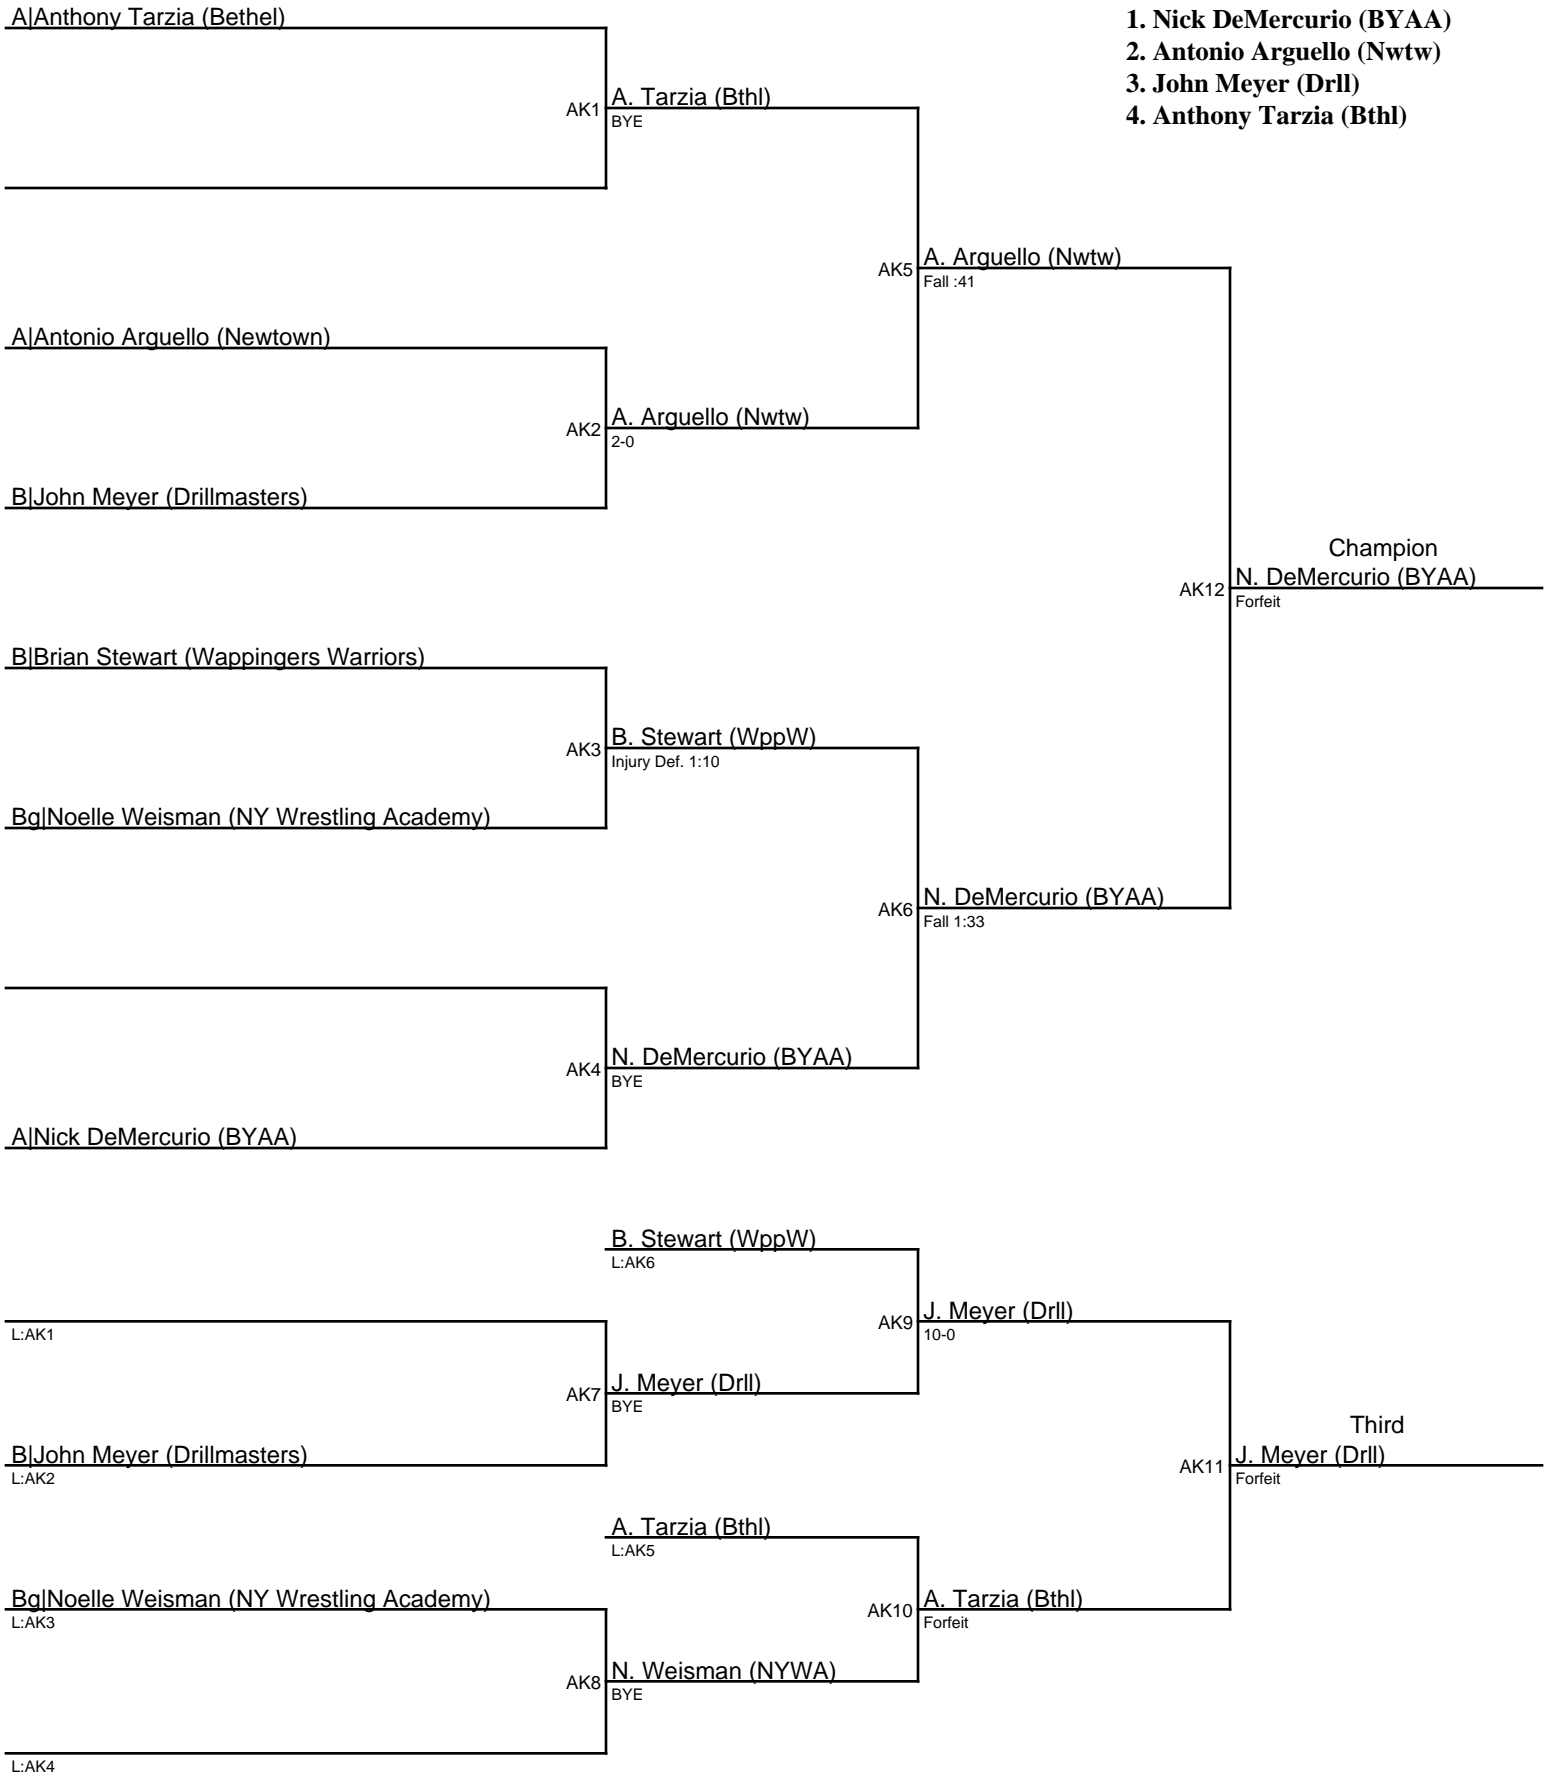 A|Anthony Tarzia (Bethel)
1. Nick DeMercurio (BYAA)
2. Antonio Arguello (Nwtw)
3. John Meyer (Drll)
4. Anthony Tarzia (Bthl)
AK1
A. Tarzia (Bthl)
BYE
AK5
A. Arguello (Nwtw)
Fall :41
A|Antonio Arguello (Newtown)
AK2
A. Arguello (Nwtw)
2-0
B|John Meyer (Drillmasters)
Champion
AK12
N. DeMercurio (BYAA)
Forfeit
B|Brian Stewart (Wappingers Warriors)
AK3
B. Stewart (WppW)
Injury Def. 1:10
Bg|Noelle Weisman (NY Wrestling Academy)
AK6
N. DeMercurio (BYAA)
Fall 1:33
AK4
N. DeMercurio (BYAA)
BYE
A|Nick DeMercurio (BYAA)
B. Stewart (WppW)
L:AK6
L:AK1
AK9
J. Meyer (Drll)
10-0
AK7
J. Meyer (Drll)
BYE
B|John Meyer (Drillmasters)
L:AK2
Third
AK11
J. Meyer (Drll)
Forfeit
A. Tarzia (Bthl)
L:AK5
Bg|Noelle Weisman (NY Wrestling Academy)
L:AK3
AK10
A. Tarzia (Bthl)
Forfeit
AK8
N. Weisman (NYWA)
BYE
L:AK4